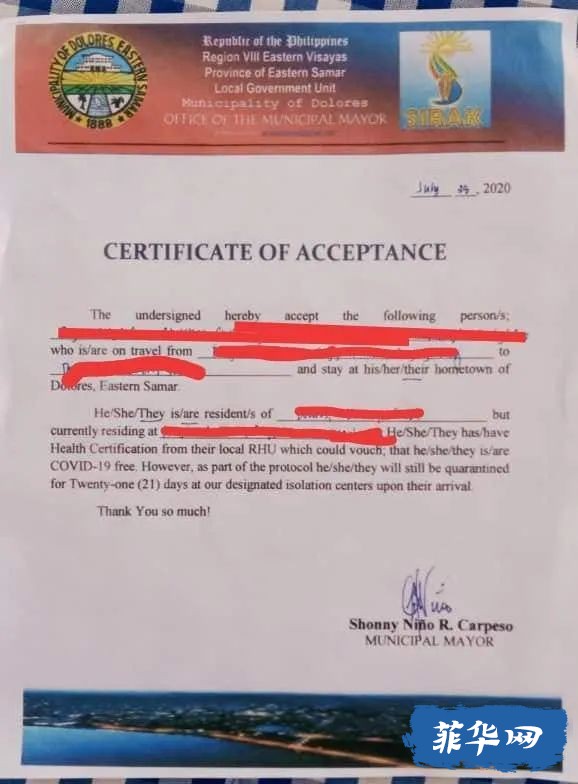 MUNICIPALITY OF DOLORES, EASTERN SAMAR
1888
Republic of the Philippines
Region VIII Eastern Visayas
Province of Eastern Samar
Local Government Unit
Municipality of Dolores
OFFICE OF THE MUNICIPAL MAYOR
SIRAK
July , 2020
CERTIFICATE OF ACCEPTANCE
The undersigned hereby accept the following person/s;
who is/are on travel from to
and stay at his/her/their hometown of
Dolores, Eastern Samar.
He/She/They is/are resident/s of but
currently residing at He/She/They has/have
Health Certification from their local RHU which could vouch; that he/she/they is/are
COVID-19 free. However, as part of the protocol he/she/they will still be quarantined
for Twenty-one (21) days at our designated isolation centers upon their arrival.
Thank You so much!
Shonny Niño R. Carpeso
MUNICIPAL MAYOR
菲华网